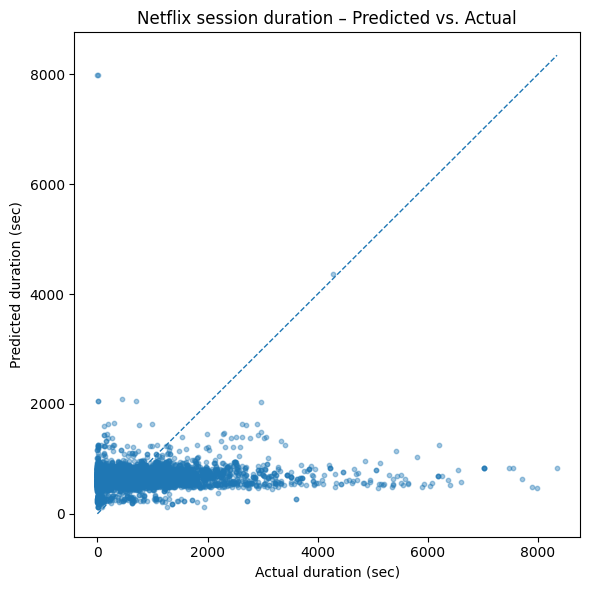 Netflix session duration – Predicted vs. Actual
8000
6000
4000
2000
0
Predicted duration (sec)
0 2000 4000 6000 8000
Actual duration (sec)